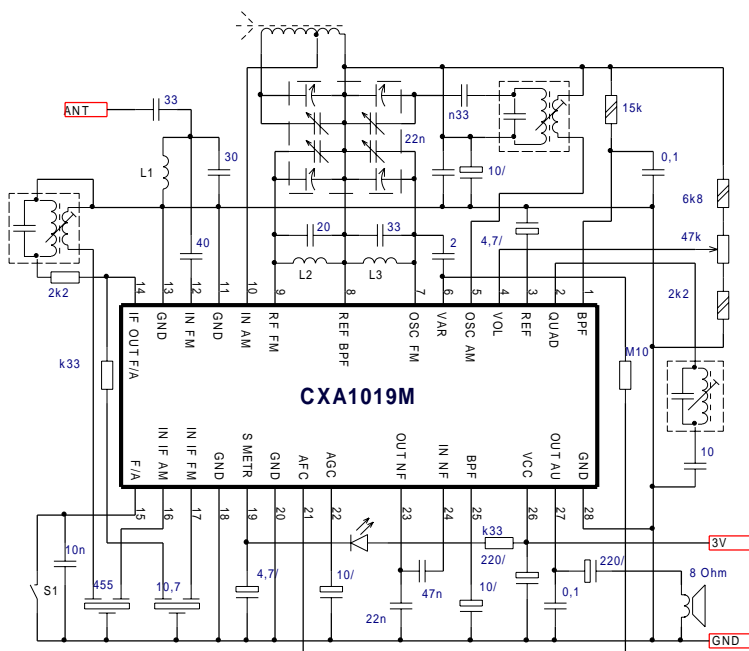 n33
22n
10/
15k
0,1
6k8
47k
2k2
ANT
33
L1
30
40
20
33
L2
L3
2
4,7/
2k2
k33
M10
10
14
13
12
11
10
9
8
7
6
5
4
3
2
1
IF OUT F/A
GND
IN FM
GND
IN AM
RF FM
REF BPF
OSC FM
VAR
OSC AM
VOL
REF
QUAD
BPF
CXA1019M
F/A
IN IF AM
IN IF FM
GND
S METR
GND
AFC
AGC
OUT NF
IN NF
BPF
VCC
OUT AU
GND
15
16
17
18
19
20
21
22
23
24
25
26
27
28
k33
3V
S1
10n
455
10,7
4,7/
10/
22n
47n
10/
220/
0,1
220/
8 Ohm
GND